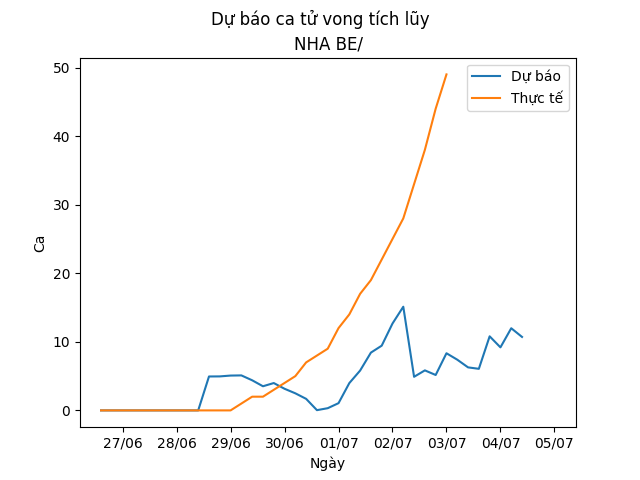 Dự báo ca tử vong tích lũy
NHA BE/
Dự báo
Thực tế
Ca
50
40
30
20
10
0
27/06 28/06 29/06 30/06 01/07 02/07 03/07 04/07 05/07
Ngày